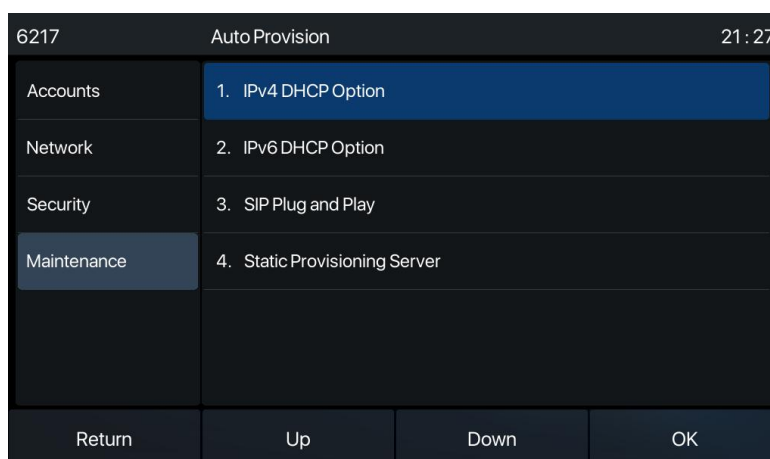 6217 Auto Provision 21:27
Accounts
Network
Security
Maintenance
1. IPv4 DHCP Option
2. IPv6 DHCP Option
3. SIP Plug and Play
4. Static Provisioning Server
Return Up Down OK